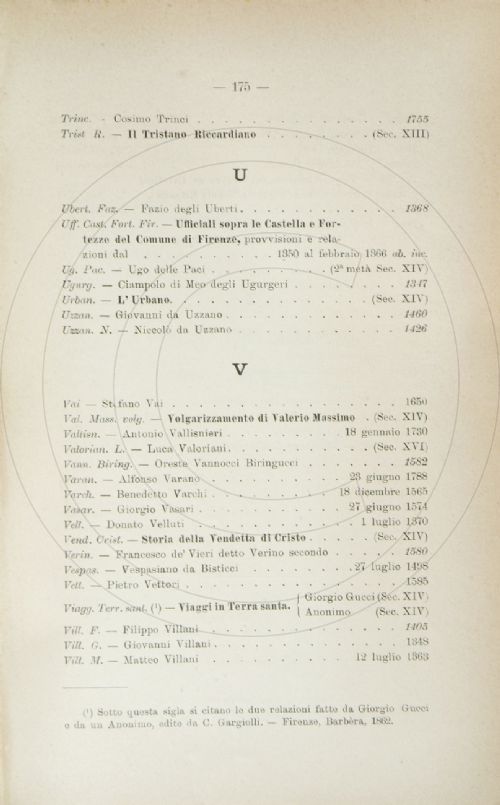 — 175 —
Trinc. - Cosimo Trinci . . . . . . . . . . . . . 1755
Trist R. — Il Tristano Riccardiano . . . . . . . . (Sec. XIII)
U
Ubert. Faz. — Fazio degli Uberti. . . . . . . . . . . 1368
Uff. Cast. Fort. Fir. — Ufficiali sopra le Castella e For-
tezze del Comune di Firenze, provvisioni e rela-
zioni dal . . . . . . . . . . 1350 al febbraio 1366 ab. inc.
Ug. Pac. — Ugo delle Paci . . . . . . . (2ª metà Sec. XIV)
Ugurg. — Ciampolo di Meo degli Ugurgeri . . . . . . . 1347
Urban. — L'Urbano. . . . . . . . . . . . . (Sec. XIV)
Uzzan. — Giovanni da Uzzano . . . . . . . . . . . 1460
Uzzan. N. — Niccolò da Uzzano . . . . . . . . . . 1426
V
Vai — Stefano Vai . . . . . . . . . . . . . . 1650
Val. Mass. volg. — Volgarizzamento di Valerio Massimo . (Sec. XIV)
Vallisn. — Antonio Vallisnieri . . . . . . . 18 gennaio 1730
Valorian. L. — Luca Valoriani. . . . . . . . . (Sec. XVI)
Vann. Biring. — Oreste Vannocci Biringucci . . . . . . 1582
Varan. — Alfonso Varano . . . . . . . . . 23 giugno 1788
Varch. — Benedetto Varchi . . . . . . . . 18 dicembre 1565
Vasar. — Giorgio Vasari . . . . . . . . . 27 giugno 1574
Vell. — Donato Velluti . . . . . . . . . . 1 luglio 1370
Vend. Crist. — Storia della Vendetta di Cristo . . . . (Sec. XIV)
Verin. — Francesco de' Vieri detto Verino secondo . . . . 1580
Vespas. — Vespasiano da Bisticci . . . . . . . 27 luglio 1498
Vett. — Pietro Vettori . . . . . . . . . . . . . 1585
Viagg. Terr. sant. (¹) — Viaggi in Terra santa. { Giorgio Gucci (Sec. XIV)
Anonimo (Sec. XIV)
Vill. F. — Filippo Villani . . . . . . . . . . . . 1405
Vill. G. — Giovanni Villani . . . . . . . . . . . . 1348
Vill. M. — Matteo Villani . . . . . . . . . 12 luglio 1363
(¹) Sotto questa sigla si citano le due relazioni fatte da Giorgio Gucci
e da un Anonimo, edite da C. Gargiolli. — Firenze, Barbèra, 1862.